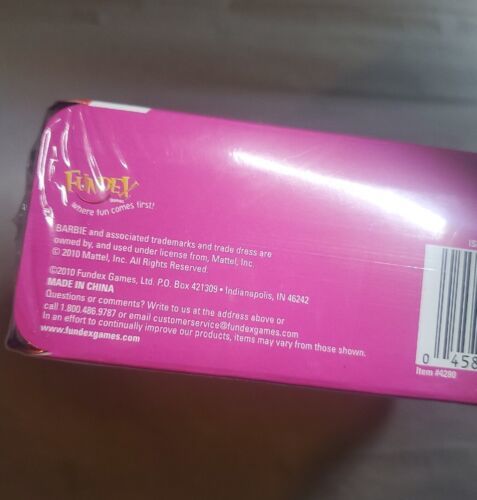 FUNDEX
Games
where fun comes first!
BARBIE and associated trademarks and trade dress are
owned by, and used under license from, Mattel, Inc.
© 2010 Mattel, Inc. All Rights Reserved.
©2010 Fundex Games, Ltd. P.O. Box 421309 • Indianapolis, IN 46242
MADE IN CHINA
Questions or comments? Write to us at the address above or
call 1.800.486.9787 or email customerservice@fundexgames.com
In an effort to continually improve our products, items may vary from those shown.
www.fundexgames.com
IS
0 458
Item #4280